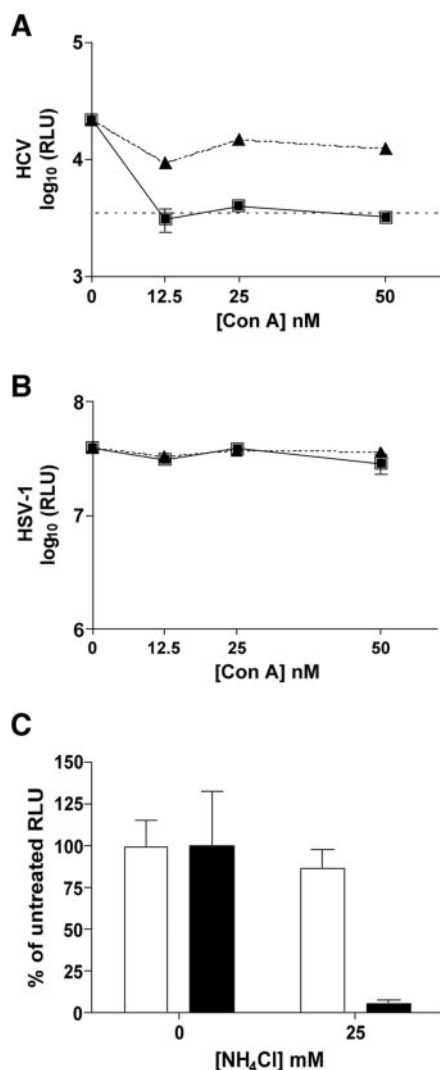 A
HCV
log₁₀ (RLU)
5
4
3
0
12.5
25
50
[Con A] nM
B
HSV-1
log₁₀ (RLU)
8
7
6
0
12.5
25
50
[Con A] nM
C
% of untreated RLU
150
125
100
75
50
25
0
0
25
[NH₄Cl] mM